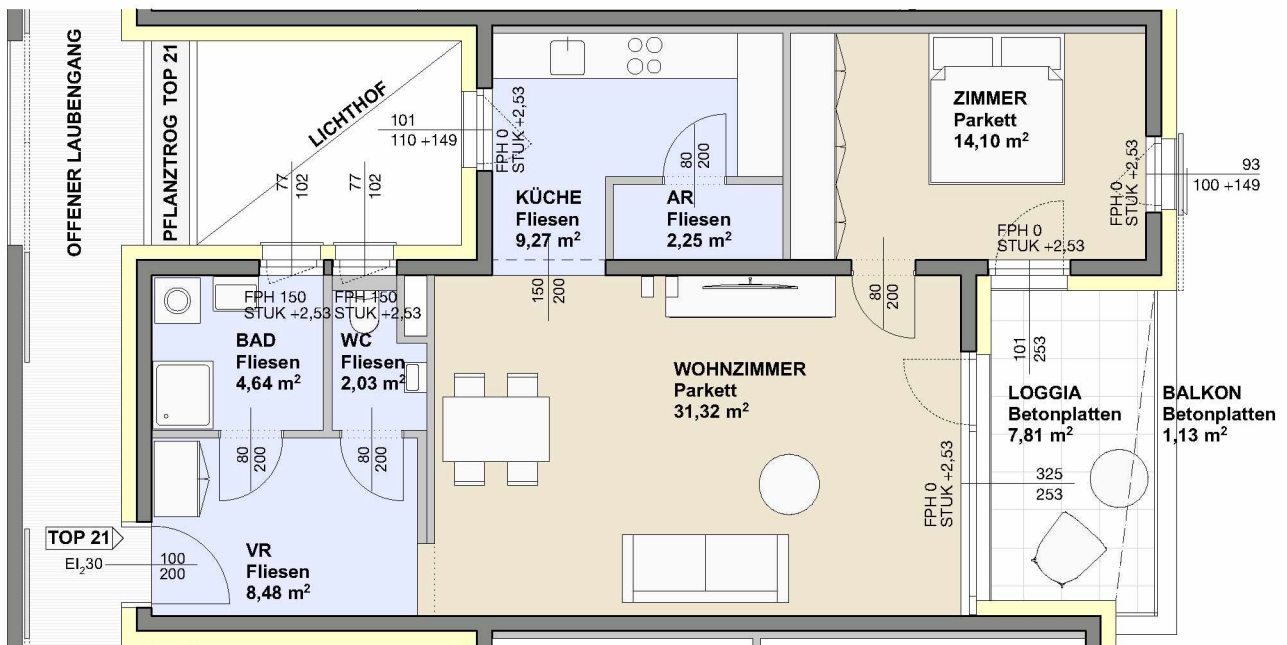 OFFENER LAUBENGANG
PFLANZTROG TOP 21
LICHTHOF
101
110 +149
FPH 0
STUK +2,53
77
102
77
102
KÜCHE
Fliesen
9,27 m²
80
200
AR
Fliesen
2,25 m²
ZIMMER
Parkett
14,10 m²
FPH 0
STUK +2,53
93
100 +149
FPH 0
STUK +2,53
FPH 150
STUK +2,53
FPH 150
STUK +2,53
150
200
80
200
BAD
Fliesen
4,64 m²
WC
Fliesen
2,03 m²
WOHNZIMMER
Parkett
31,32 m²
101
253
LOGGIA
Betonplatten
7,81 m²
BALKON
Betonplatten
1,13 m²
80
200
80
200
FPH 0
STUK +2,53
325
253
TOP 21
EI₂30
100
200
VR
Fliesen
8,48 m²